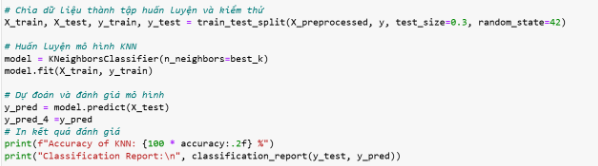 # Chia dữ liệu thành tập huấn luyện và kiểm thử
X_train, X_test, y_train, y_test = train_test_split(X_preprocessed, y, test_size=0.3, random_state=42)
# Huấn luyện mô hình KNN
model = KNeighborsClassifier(n_neighbors=best_k)
model.fit(X_train, y_train)
# Dự đoán và đánh giá mô hình
y_pred = model.predict(X_test)
y_pred_4 =y_pred
# In kết quả đánh giá
print(f"Accuracy of KNN: {100 * accuracy:.2f} %")
print("Classification Report:\n", classification_report(y_test, y_pred))